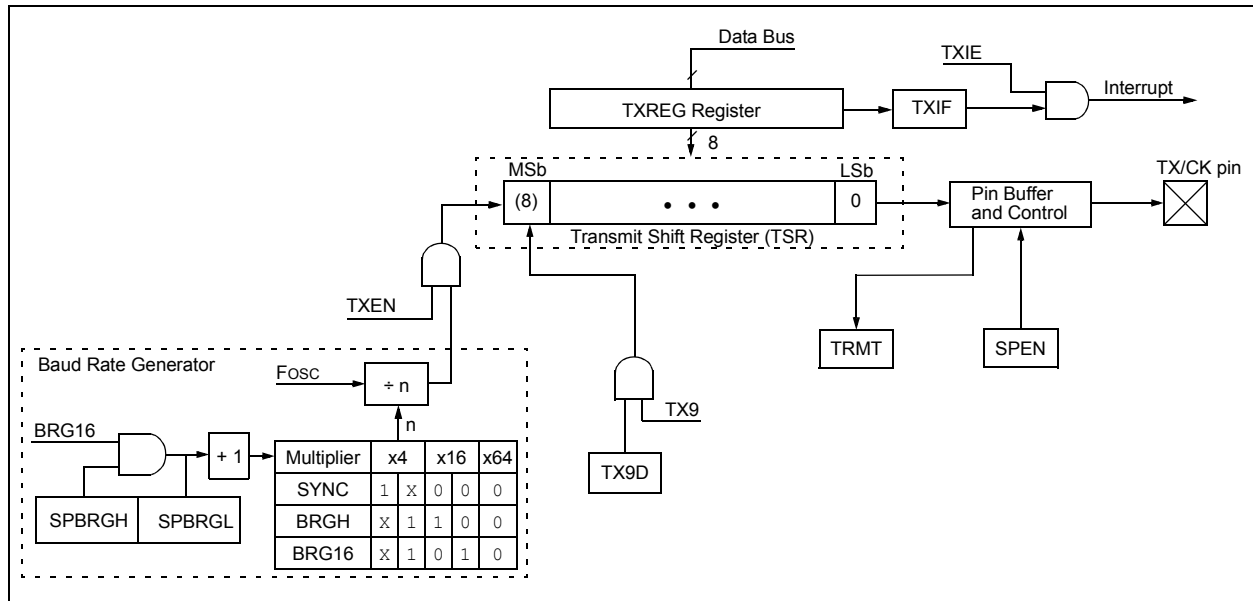 Data Bus
TXIE
Interrupt
TXREG Register
TXIF
8
MSb
LSb
TX/CK pin
(8)
• • •
0
Pin Buffer
and Control
Transmit Shift Register (TSR)
TXEN
TRMT
SPEN
Baud Rate Generator
FOSC
÷ n
n
TX9
BRG16
+ 1
Multiplier x4 x16 x64
SYNC 1 X 0 0 0
BRGH X 1 1 0 0
BRG16 X 1 0 1 0
SPBRGH SPBRGL
TX9D